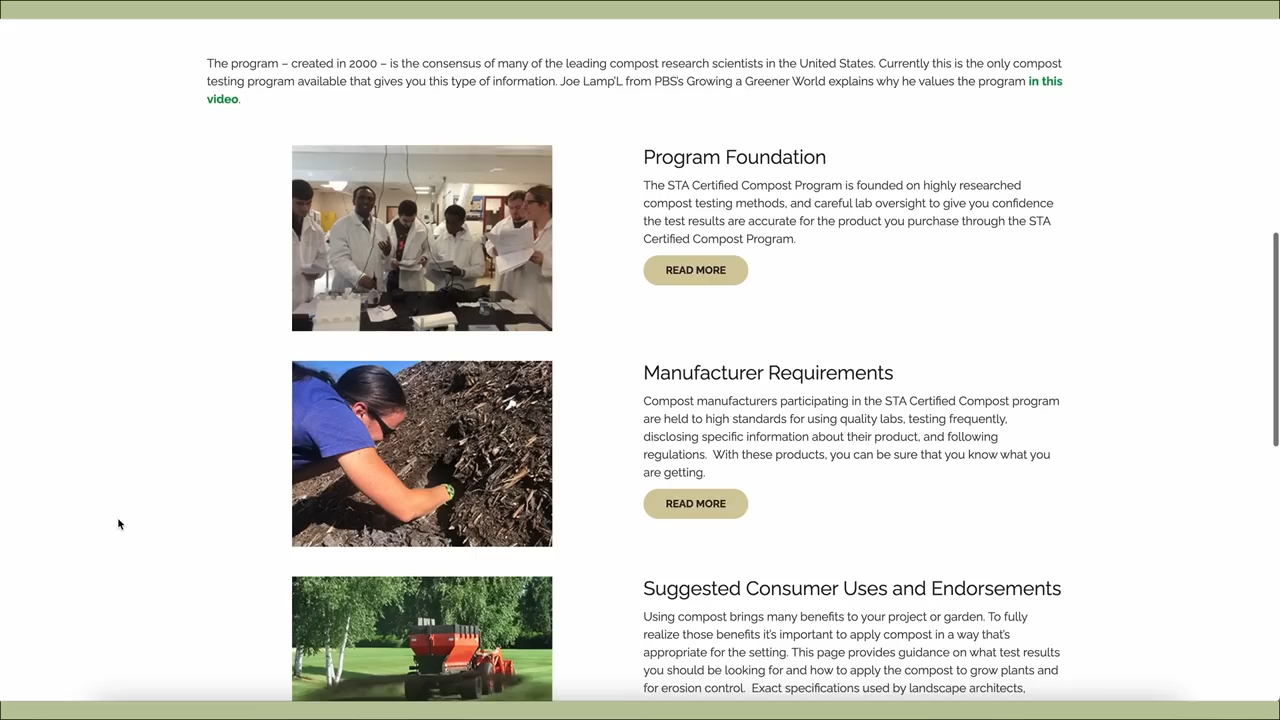 The program – created in 2000 – is the consensus of many of the leading compost research scientists in the United States. Currently this is the only compost
testing program available that gives you this type of information. Joe Lamp'L from PBS's Growing a Greener World explains why he values the program in this
video.
Program Foundation
The STA Certified Compost Program is founded on highly researched
compost testing methods, and careful lab oversight to give you confidence
the test results are accurate for the product you purchase through the STA
Certified Compost Program.
READ MORE
Manufacturer Requirements
Compost manufacturers participating in the STA Certified Compost program
are held to high standards for using quality labs, testing frequently,
disclosing specific information about their product, and following
regulations.  With these products, you can be sure that you know what you
are getting.
READ MORE
Suggested Consumer Uses and Endorsements
Using compost brings many benefits to your project or garden. To fully
realize those benefits it's important to apply compost in a way that's
appropriate for the setting. This page provides guidance on what test results
you should be looking for and how to apply the compost to grow plants and
for erosion control.  Exact specifications used by landscape architects,